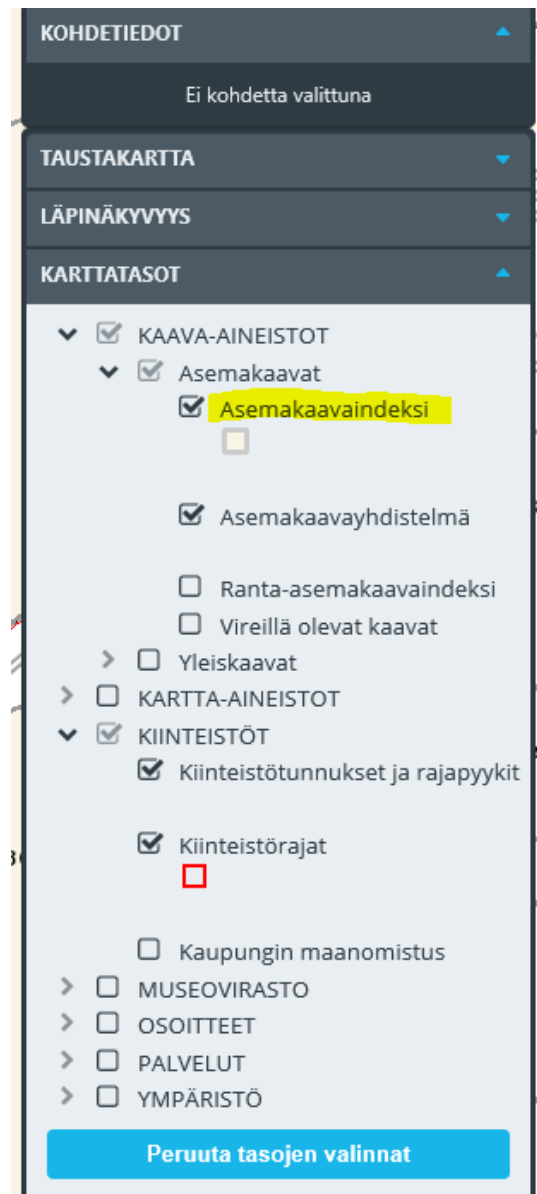 KOHDETIEDOT
Ei kohdetta valittuna
TAUSTAKARTTA
LÄPINÄKYVYYS
KARTTATASOT
KAAVA-AINEISTOT
Asemakaavat
Asemakaavaindeksi
Asemakaavayhdistelmä
Ranta-asemakaavaindeksi
Vireillä olevat kaavat
Yleiskaavat
KARTTA-AINEISTOT
KIINTEISTÖT
Kiinteistötunnukset ja rajapyykit
Kiinteistörajat
Kaupungin maanomistus
MUSEOVIRASTO
OSOITTEET
PALVELUT
YMPÄRISTÖ
Peruuta tasojen valinnat